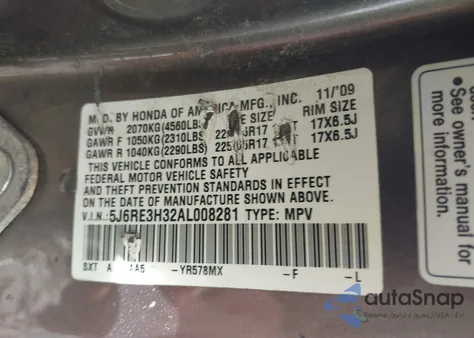 MFD. BY HONDA OF AMERICA MFG., INC. 11/'09
GVWR 2070KG(4560LBS) SIZE RIM SIZE
GAWR F 1050KG(2310LBS) 17X6.5J
GAWR R 1040KG(2290LBS) 17X6.5J
THIS VEHICLE CONFORMS TO ALL APPLICABLE
FEDERAL MOTOR VEHICLE SAFETY
AND THEFT PREVENTION STANDARDS IN EFFECT
ON THE DATE OF MANUFACTURE SHOWN ABOVE.
V.I.N.:5J6RE3H32AL008281 TYPE: MPV
SXT -YR578MX -F -L
See owner's
manual for
more
information.
autoSnap